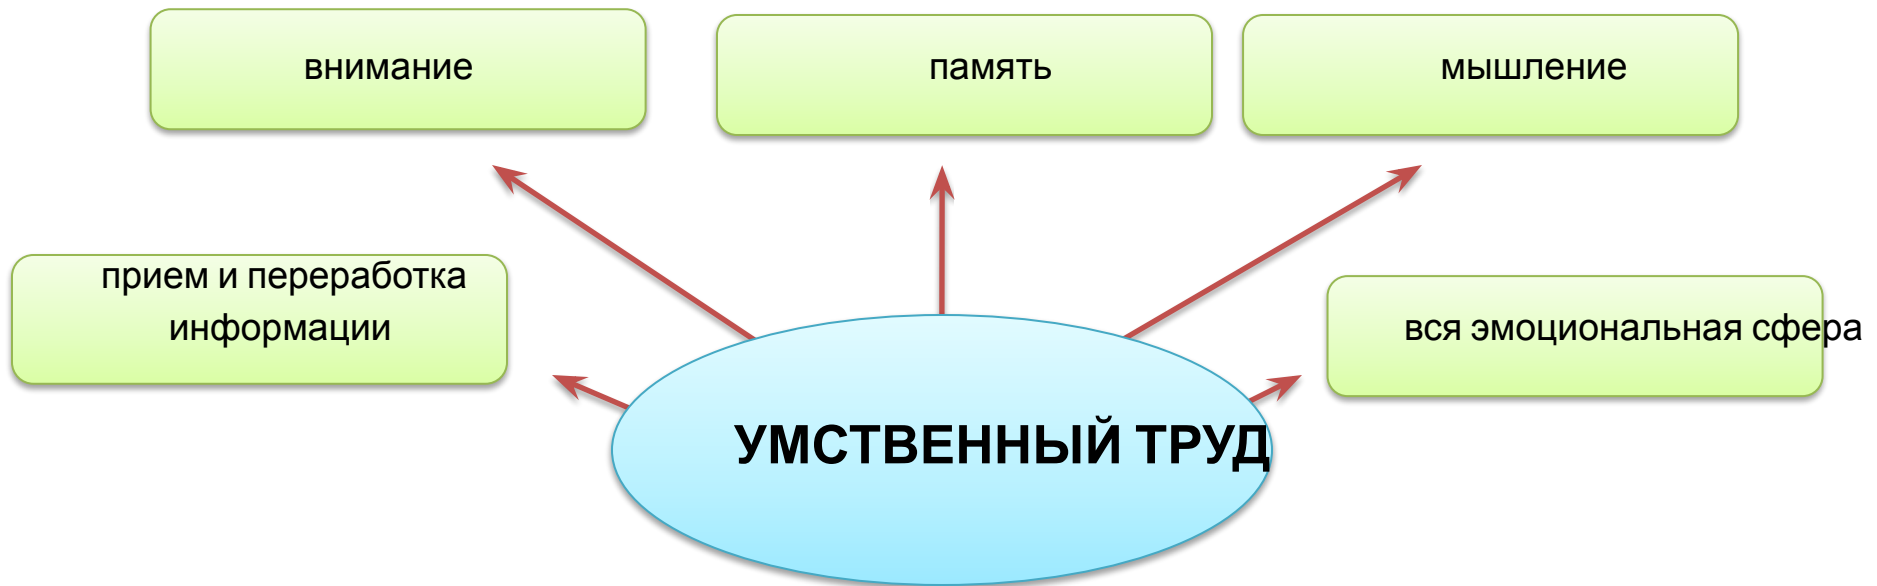 внимание
память
мышление
прием и переработка
информации
вся эмоциональная сфера
УМСТВЕННЫЙ ТРУД